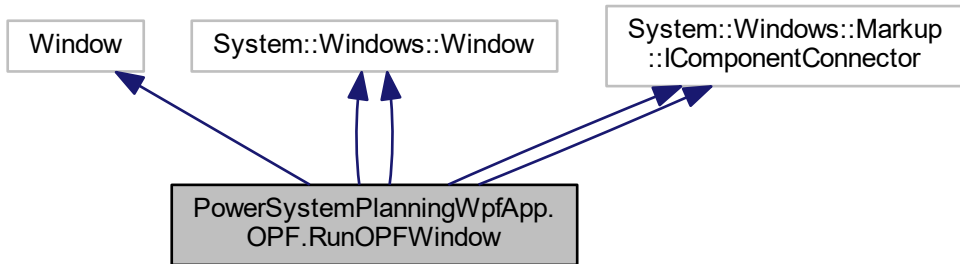 Window
System::Windows::Window
System::Windows::Markup
::IComponentConnector
PowerSystemPlanningWpfApp.
OPF.RunOPFWindow